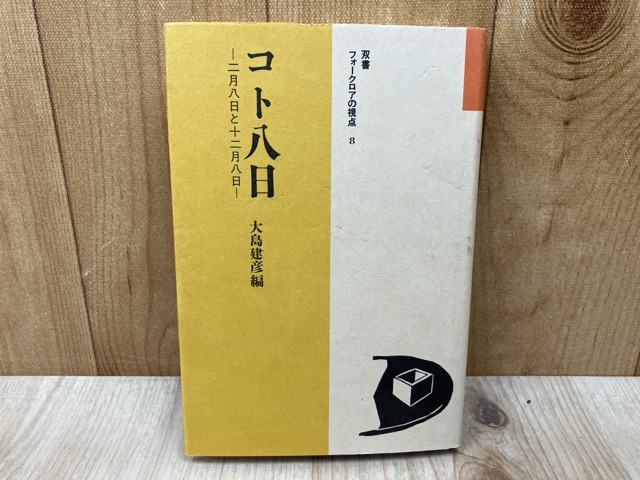 双書
フォークロアの視点 8
コト八日
―二月八日と十二月八日―
大島建彦編